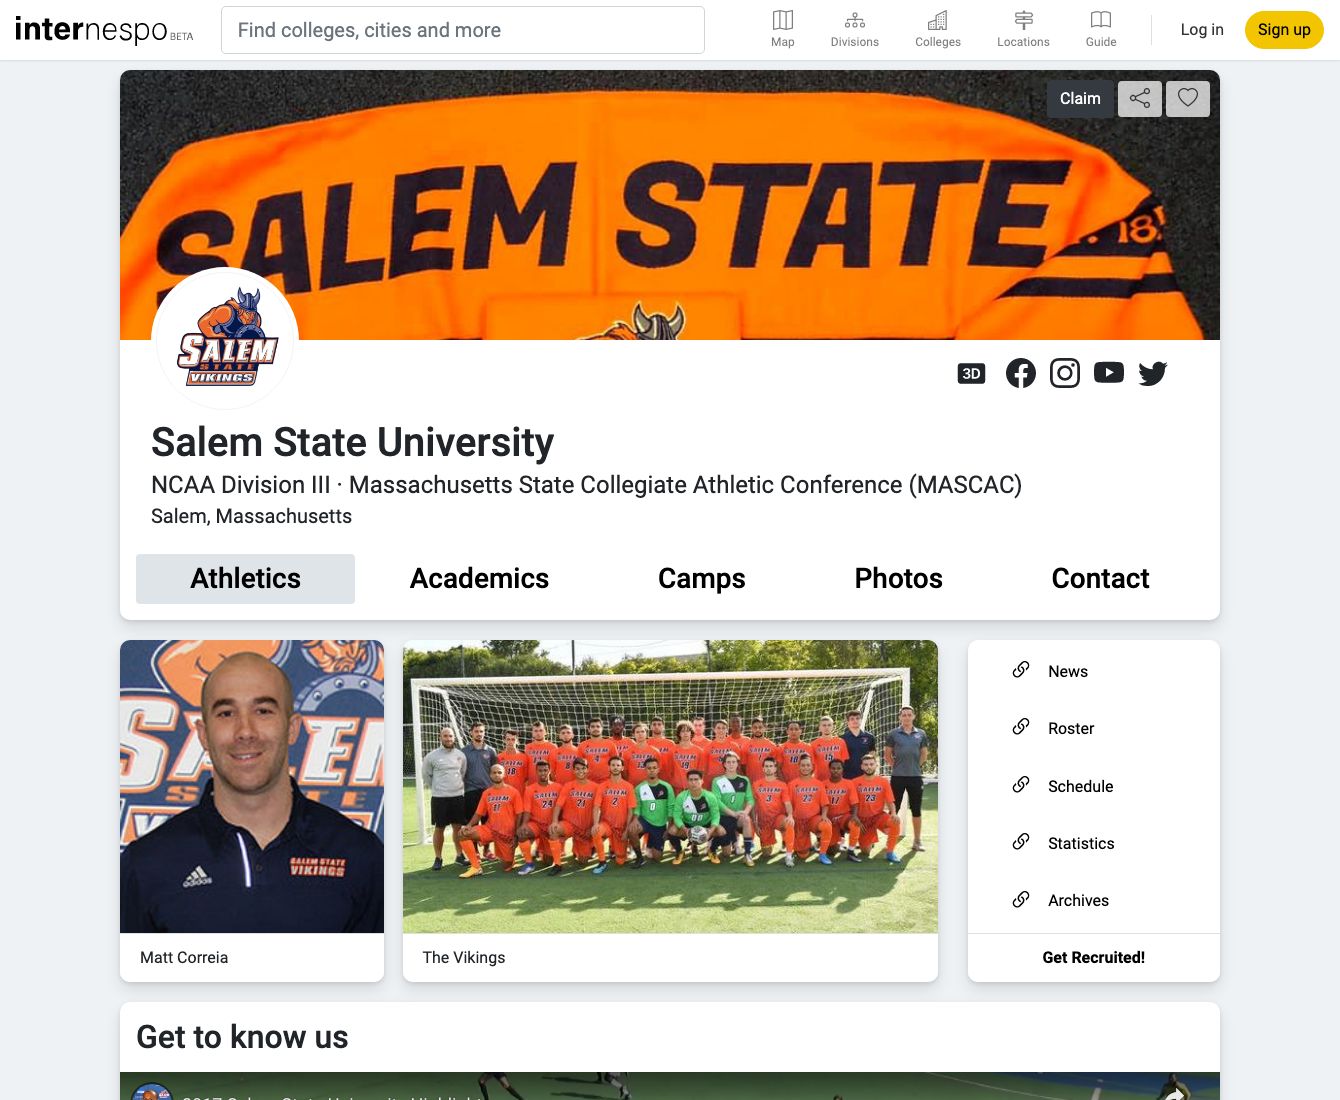 internespo BETA
Find colleges, cities and more
Map
Divisions
Colleges
Locations
Guide
Log in
Sign up
Claim
SALEM STATE
SALEM
STATE
VIKINGS
3D
Salem State University
NCAA Division III · Massachusetts State Collegiate Athletic Conference (MASCAC)
Salem, Massachusetts
Athletics
Academics
Camps
Photos
Contact
adidas
SALEM STATE
VIKINGS
Matt Correia
The Vikings
News
Roster
Schedule
Statistics
Archives
Get Recruited!
Get to know us